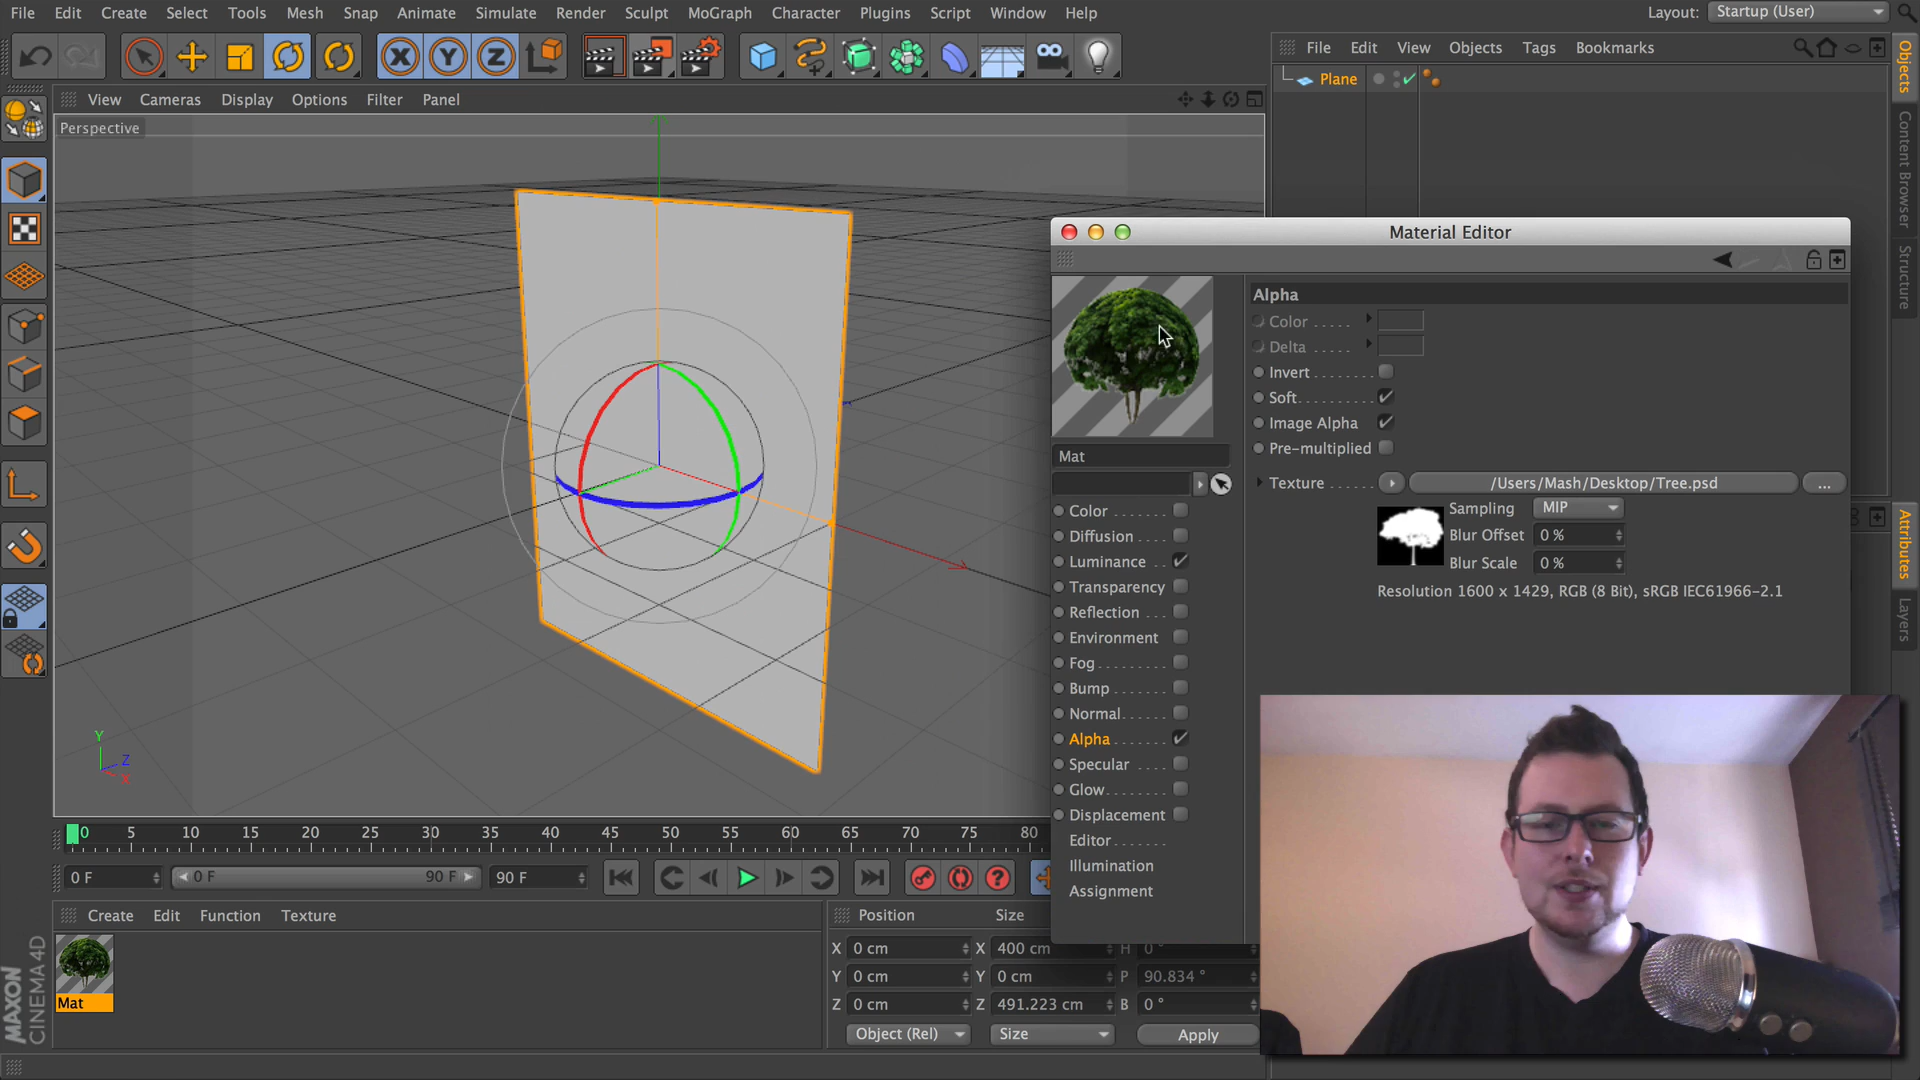 File Edit Create Select Tools Mesh Snap Animate Simulate Render Sculpt MoGraph Character Plugins Script Window Help
Layout: Startup (User)
X Y Z
File Edit View Objects Tags Bookmarks
Plane
Objects
Content Browser
Structure
Attributes
Layers
View Cameras Display Options Filter Panel
Perspective
Y
Z
X
Material Editor
Mat
Color
Diffusion
Luminance
Transparency
Reflection
Environment
Fog
Bump
Normal
Alpha
Specular
Glow
Displacement
Editor
Illumination
Assignment
Alpha
Color
Delta
Invert
Soft
Image Alpha
Pre-multiplied
Texture /Users/Mash/Desktop/Tree.psd ...
Sampling MIP
Blur Offset 0 %
Blur Scale 0 %
Resolution 1600 x 1429, RGB (8 Bit), sRGB IEC61966-2.1
0 5 10 15 20 25 30 35 40 45 50 55 60 65 70 75 80
0 F 0 F 90 F 90 F
Create Edit Function Texture
Mat
MAXON
CINEMA 4D
Position Size
X 0 cm X 400 cm H 0 °
Y 0 cm Y 0 cm P 90.834 °
Z 0 cm Z 491.223 cm B 0 °
Object (Rel) Size Apply